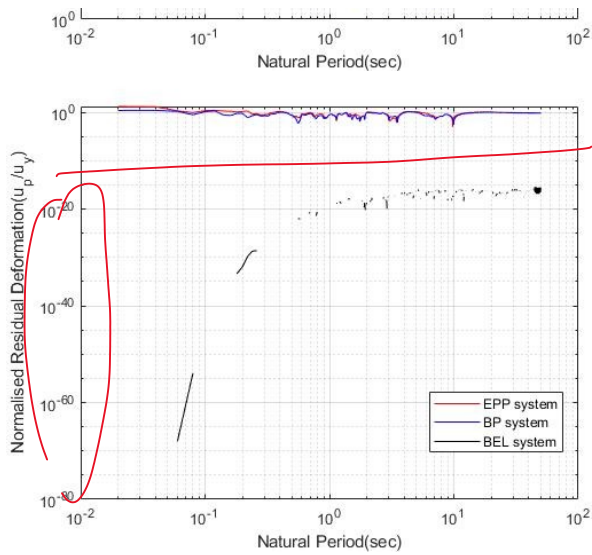 10^0
10^-2 10^-1 10^0 10^1 10^2
Natural Period(sec)
Normalised Residual Deformation(u_p/u_y)
10^0
10^-20
10^-40
10^-60
10^-80
EPP system
BP system
BEL system
10^-2 10^-1 10^0 10^1 10^2
Natural Period(sec)